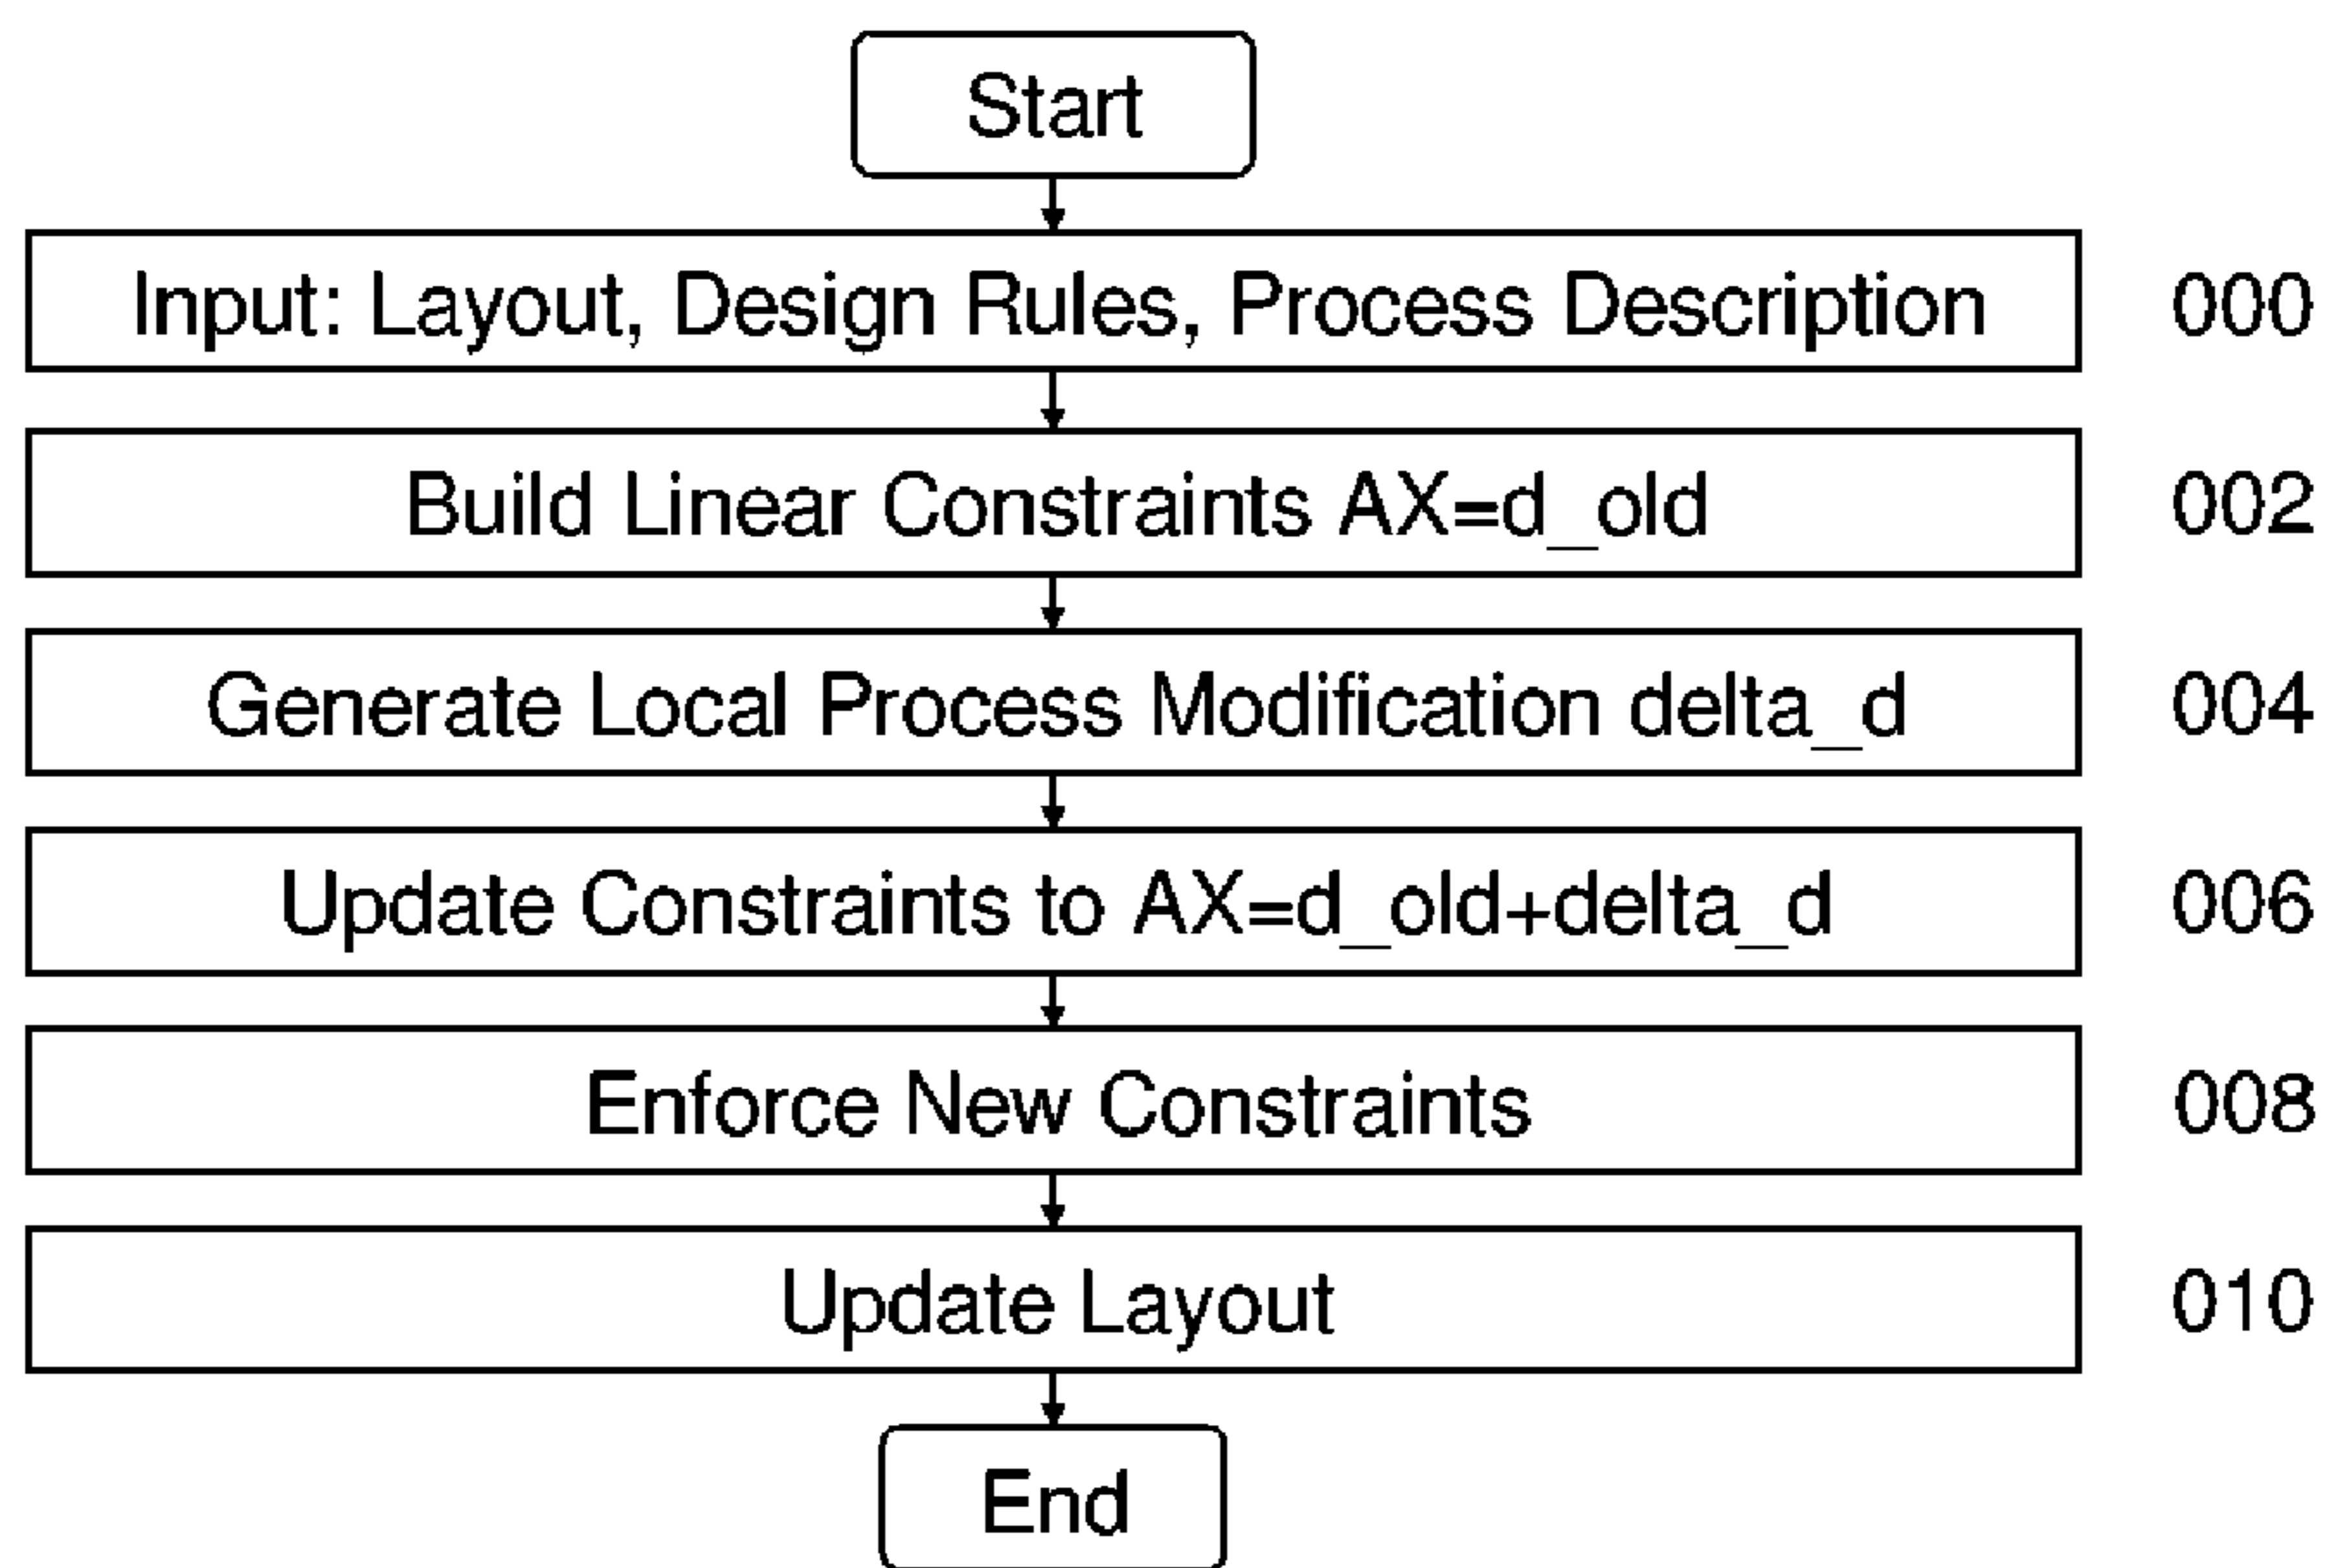 Start
Input: Layout, Design Rules, Process Description 000
Build Linear Constraints AX=d_old 002
Generate Local Process Modification delta_d 004
Update Constraints to AX=d_old+delta_d 006
Enforce New Constraints 008
Update Layout 010
End